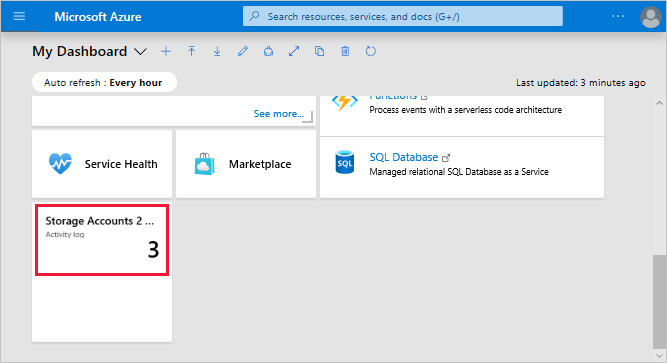 Microsoft Azure
Search resources, services, and docs (G+/)
My Dashboard
Auto refresh : Every hour
Last updated: 3 minutes ago
See more...
Functions
Process events with a serverless code architecture
Service Health
Marketplace
SQL Database
Managed relational SQL Database as a Service
Storage Accounts 2 ...
Activity log
3